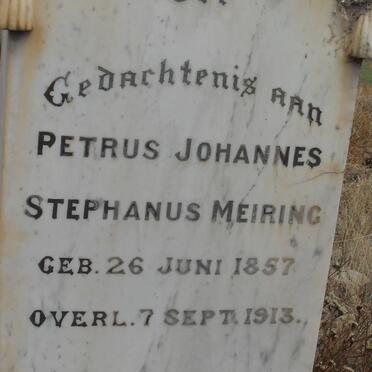 Gedachtenis aan
PETRUS JOHANNES
STEPHANUS MEIRING
GEB. 26 JUNI 1857
OVERL. 7 SEPT. 1913.